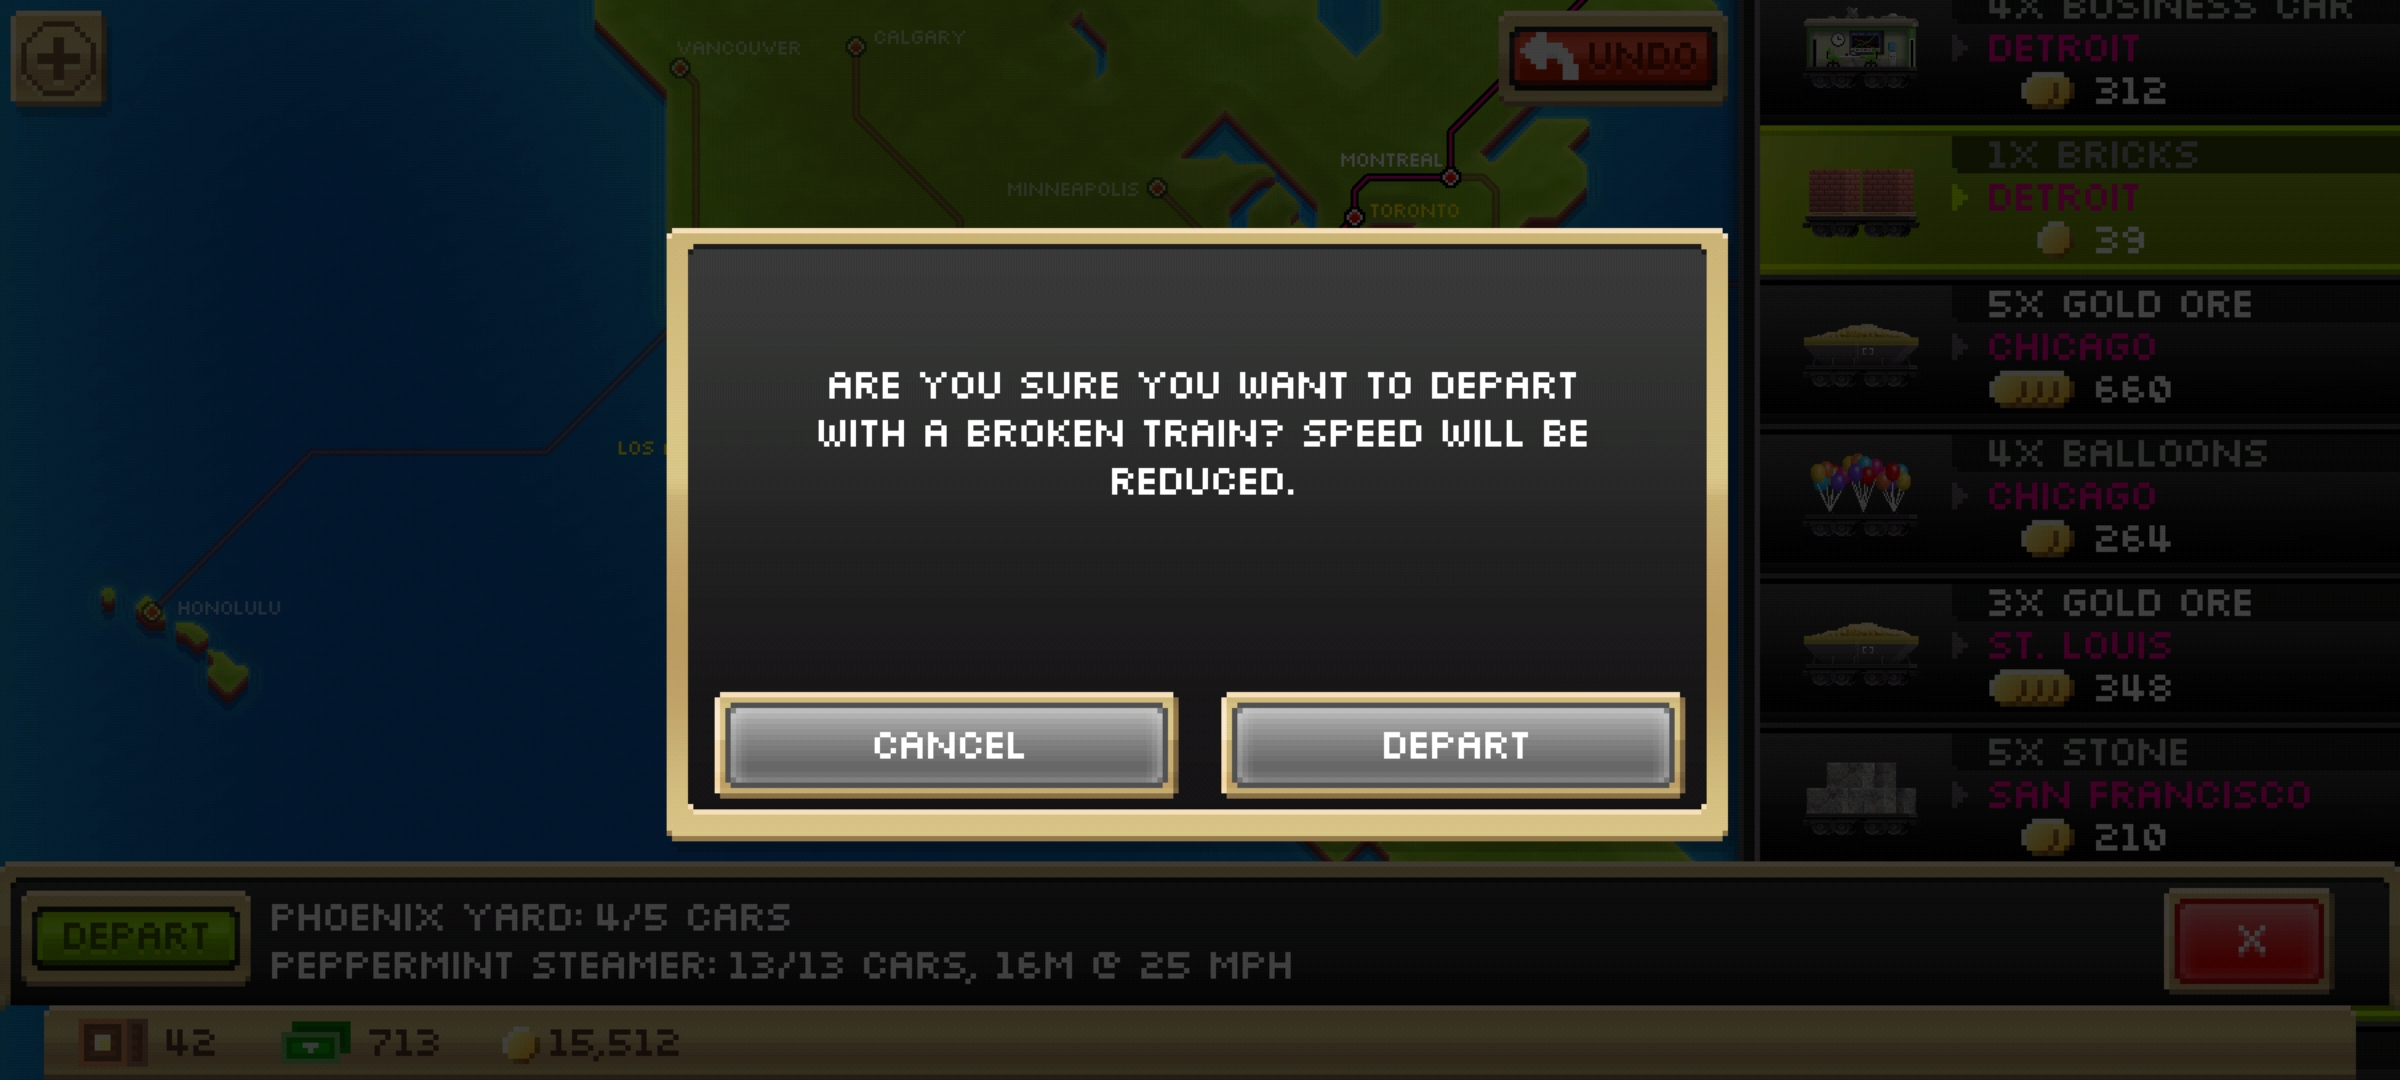 VANCOUVER
CALGARY
UNDO
MONTREAL
MINNEAPOLIS
TORONTO
LOS
HONOLULU
ARE YOU SURE YOU WANT TO DEPART
WITH A BROKEN TRAIN? SPEED WILL BE
REDUCED.
CANCEL
DEPART
4X BUSINESS CAR
DETROIT
312
1X BRICKS
DETROIT
39
5X GOLD ORE
CHICAGO
660
4X BALLOONS
CHICAGO
264
3X GOLD ORE
ST. LOUIS
348
5X STONE
SAN FRANCISCO
210
DEPART
PHOENIX YARD: 4/5 CARS
PEPPERMINT STEAMER: 13/13 CARS, 16M @ 25 MPH
X
42
713
15,512